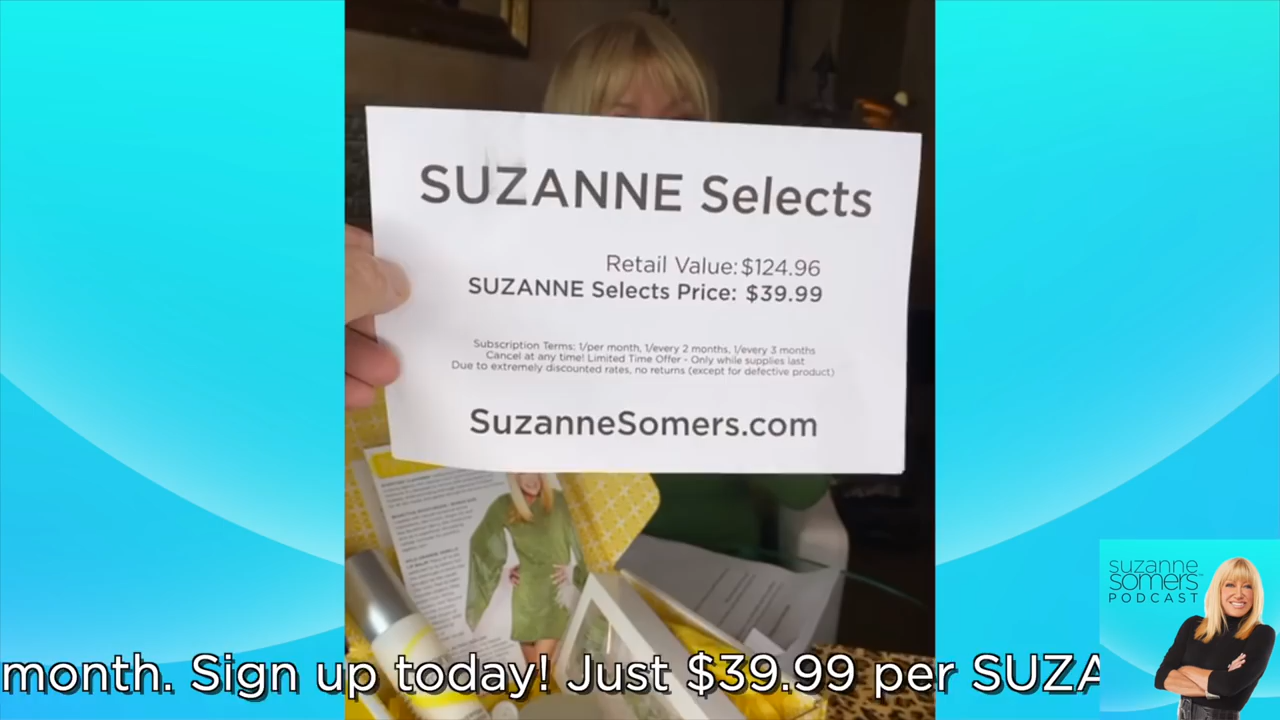 SUZANNE Selects
Retail Value: $124.96
SUZANNE Selects Price: $39.99
Subscription Terms: 1/per month, 1/every 2 months, 1/every 3 months
Cancel at any time! Limited Time Offer - Only while supplies last
Due to extremely discounted rates, no returns (except for defective product)
SuzanneSomers.com
suzanne
somers
PODCAST
month. Sign up today! Just $39.99 per SUZA